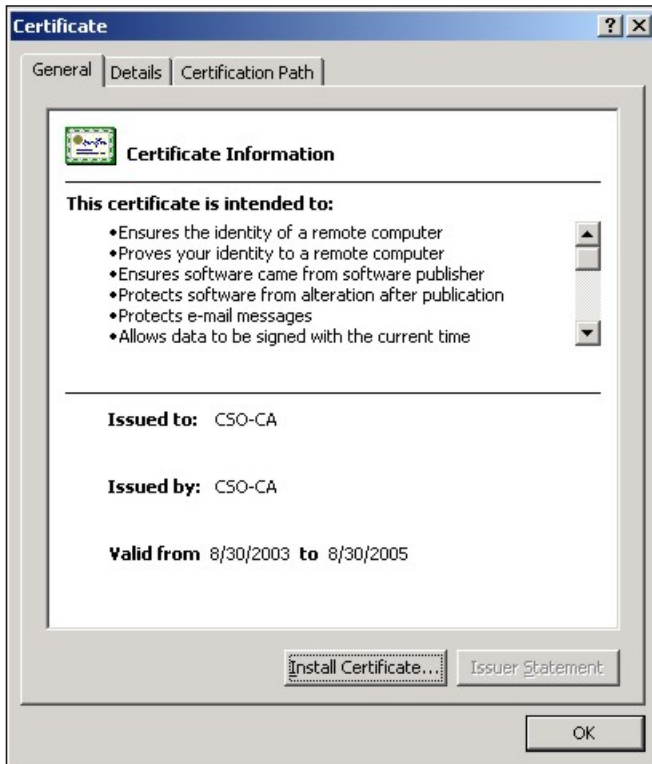 Certificate
General Details Certification Path
Certificate Information
This certificate is intended to:
•Ensures the identity of a remote computer
•Proves your identity to a remote computer
•Ensures software came from software publisher
•Protects software from alteration after publication
•Protects e-mail messages
•Allows data to be signed with the current time
Issued to: CSO-CA
Issued by: CSO-CA
Valid from 8/30/2003 to 8/30/2005
Install Certificate... Issuer Statement
OK